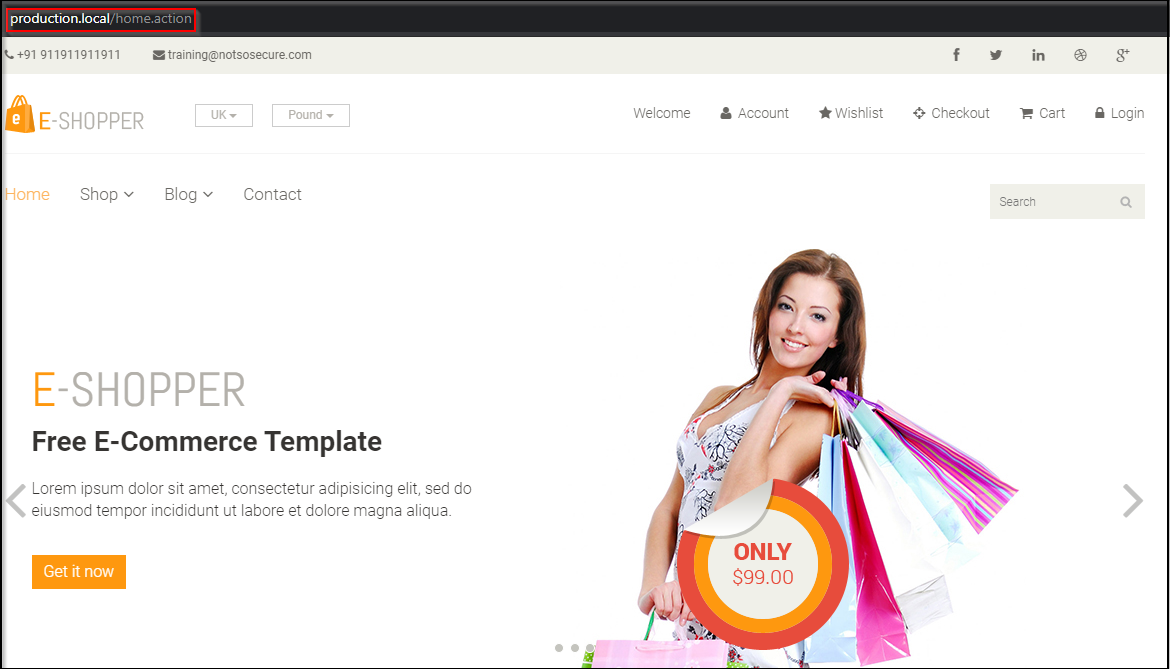 production.local/home.action
+91 911911911911 training@notsosecure.com
E-SHOPPER UK Pound Welcome Account Wishlist Checkout Cart Login
Home Shop Blog Contact Search
E-SHOPPER
Free E-Commerce Template
Lorem ipsum dolor sit amet, consectetur adipisicing elit, sed do
eiusmod tempor incididunt ut labore et dolore magna aliqua.
Get it now
ONLY
$99.00